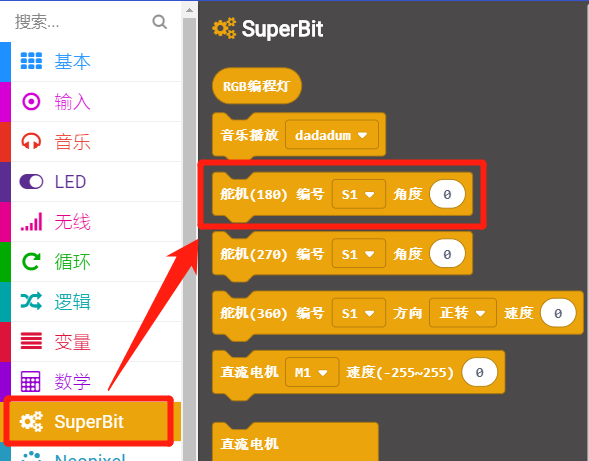 搜索...
基本
输入
音乐
LED
无线
循环
逻辑
变量
数学
SuperBit
Neopixel
SuperBit
RGB编程灯
音乐播放 dadadum
舵机(180) 编号 S1 角度 0
舵机(270) 编号 S1 角度 0
舵机(360) 编号 S1 方向 正转 速度 0
直流电机 M1 速度(-255~255) 0
直流电机